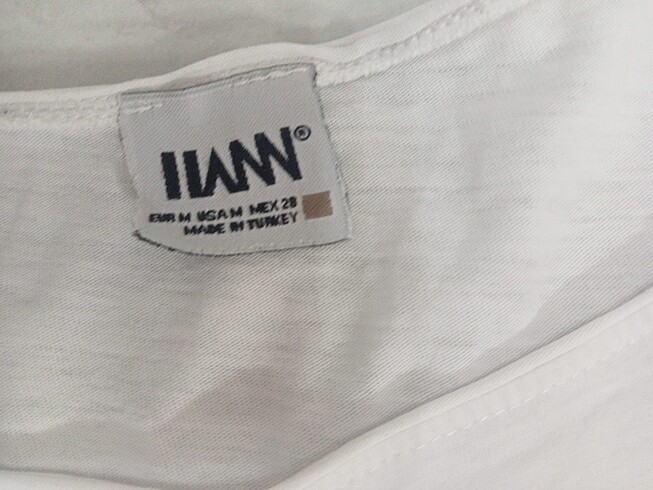 IIANN®
EUR M USA M MEX 28
MADE IN TURKEY